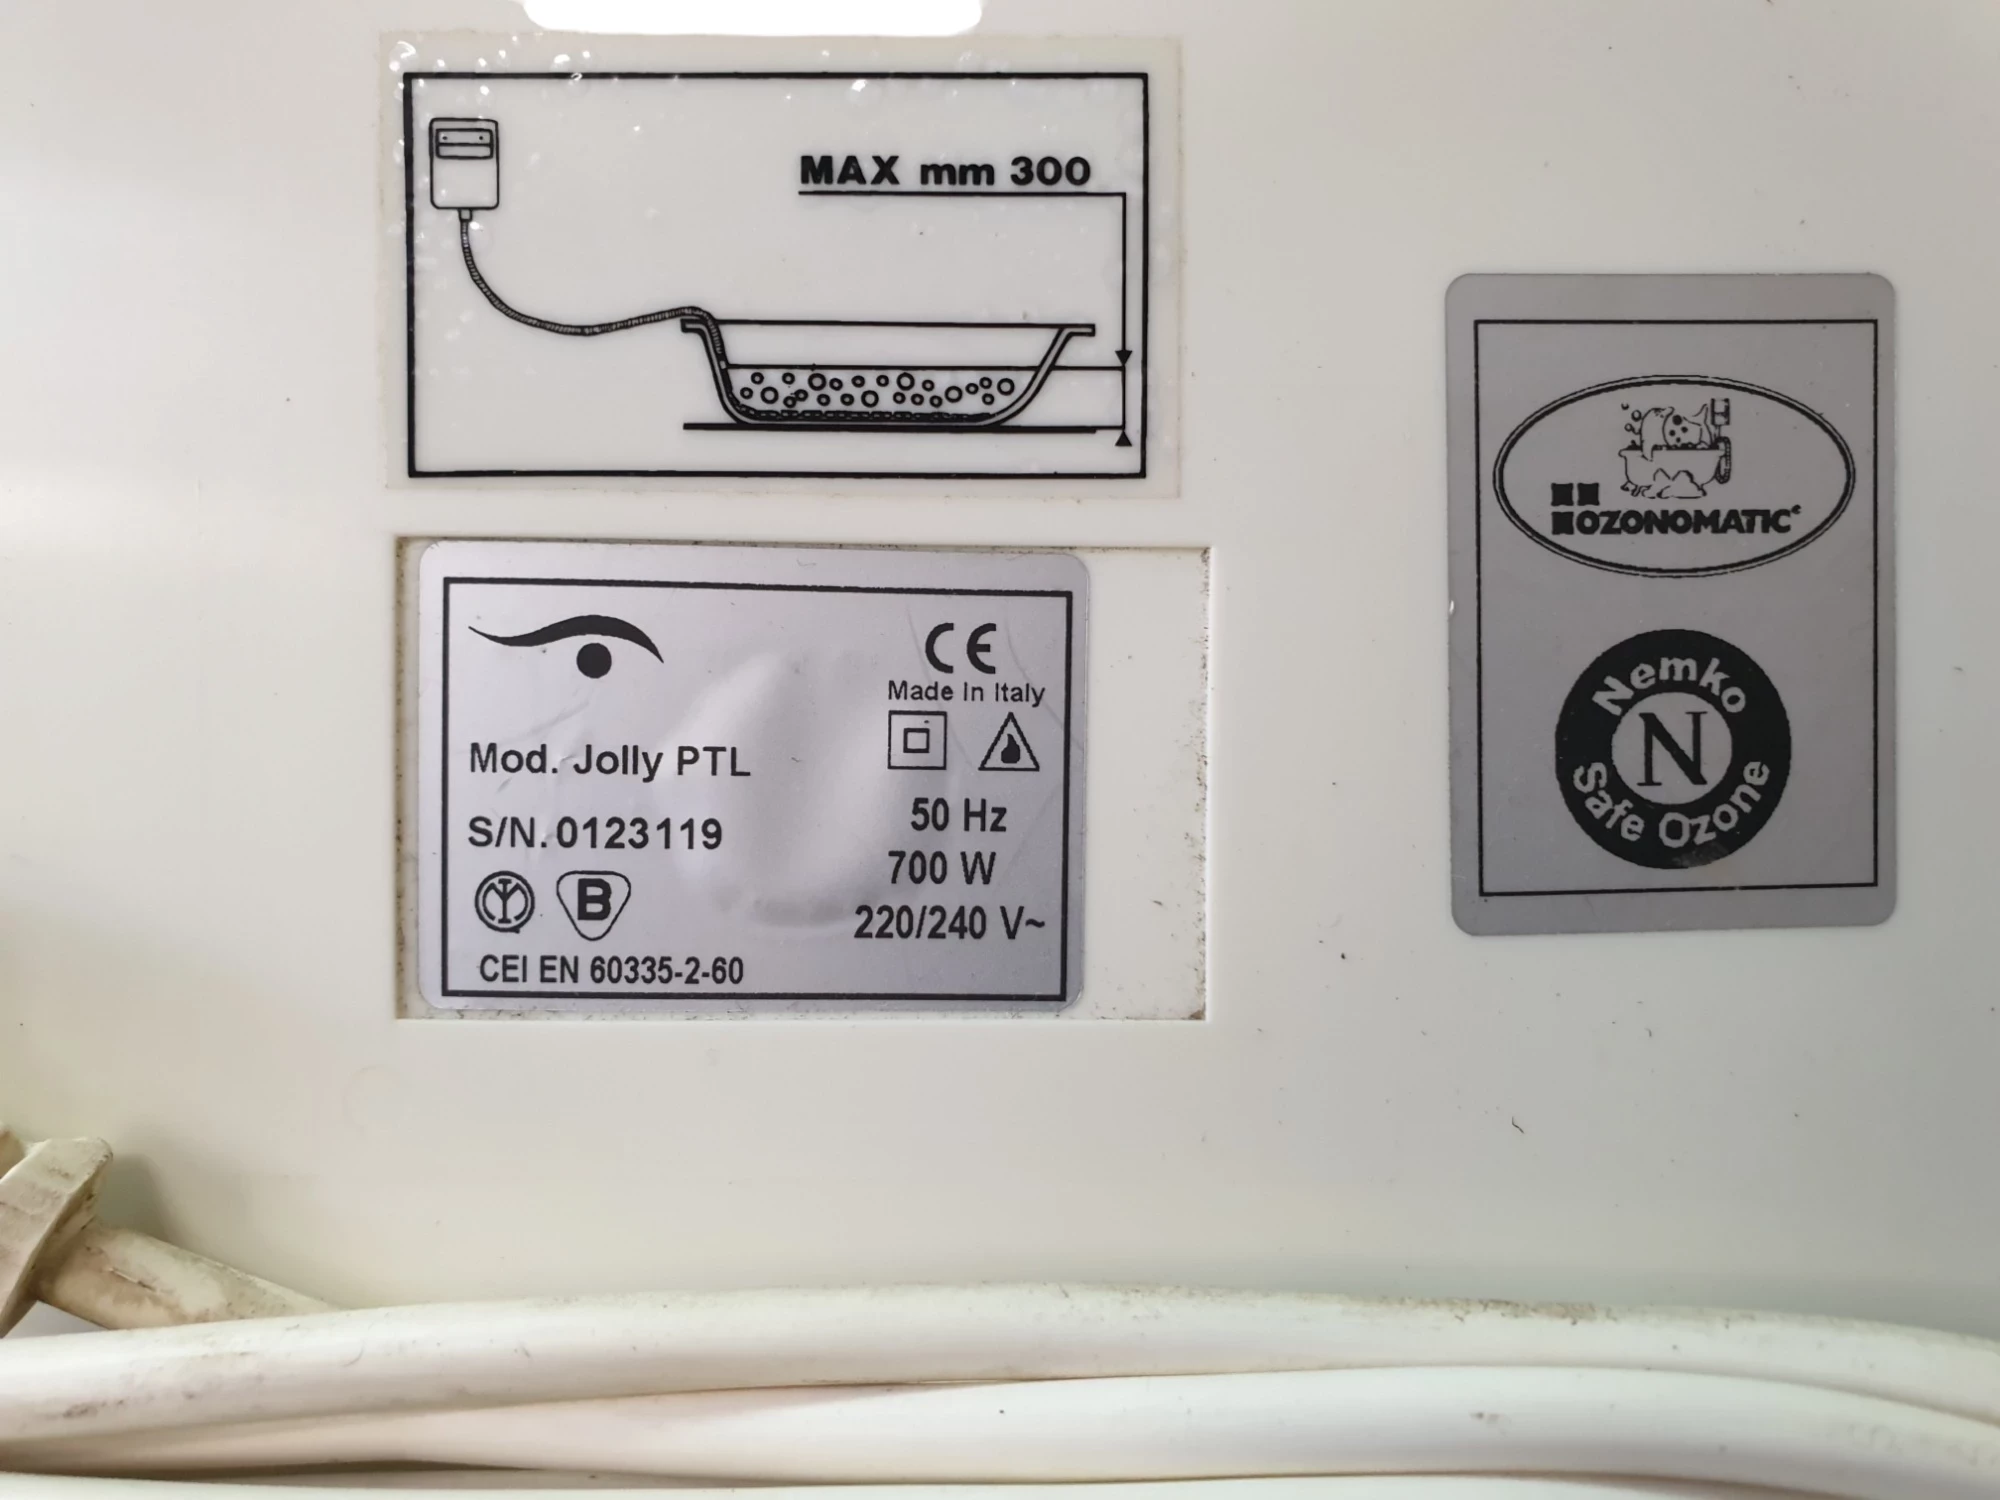 MAX mm 300
CE
Made In Italy
Mod. Jolly PTL
S/N. 0123119
50 Hz
700 W
220/240 V~
B
CEI EN 60335-2-60
OZONOMATIC
Nemko
N
Safe Ozone